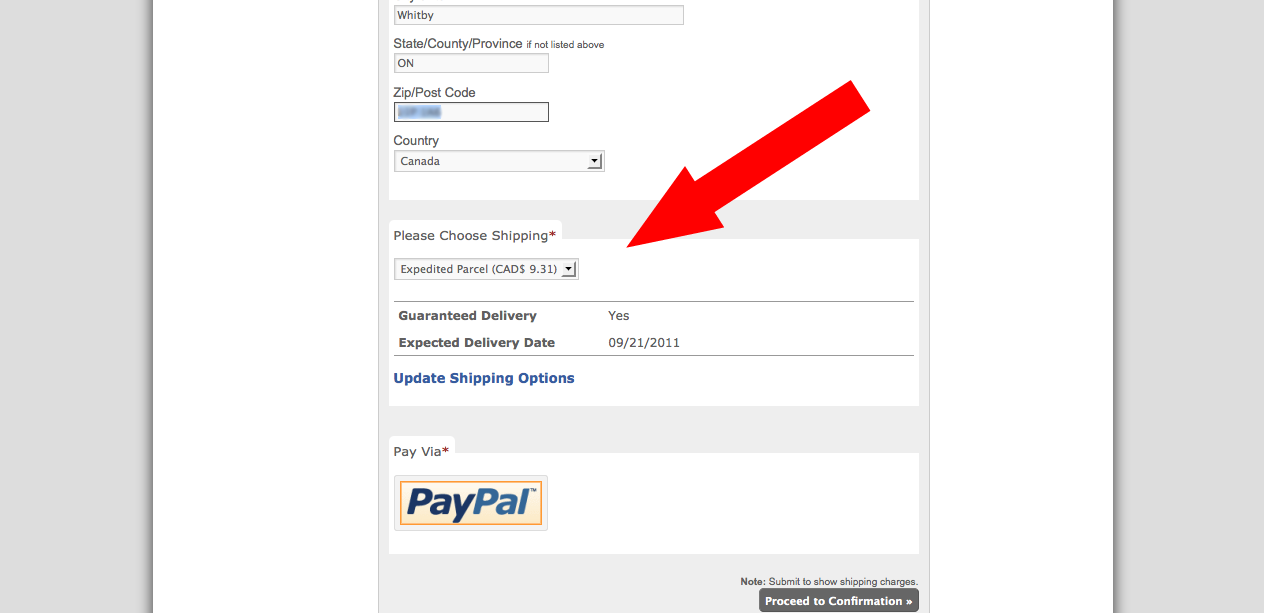 Whitby
State/County/Province if not listed above
ON
Zip/Post Code
Country
Canada
Please Choose Shipping*
Expedited Parcel (CAD$ 9.31)
Guaranteed Delivery Yes
Expected Delivery Date 09/21/2011
Update Shipping Options
Pay Via*
PayPal™
Note: Submit to show shipping charges.
Proceed to Confirmation »